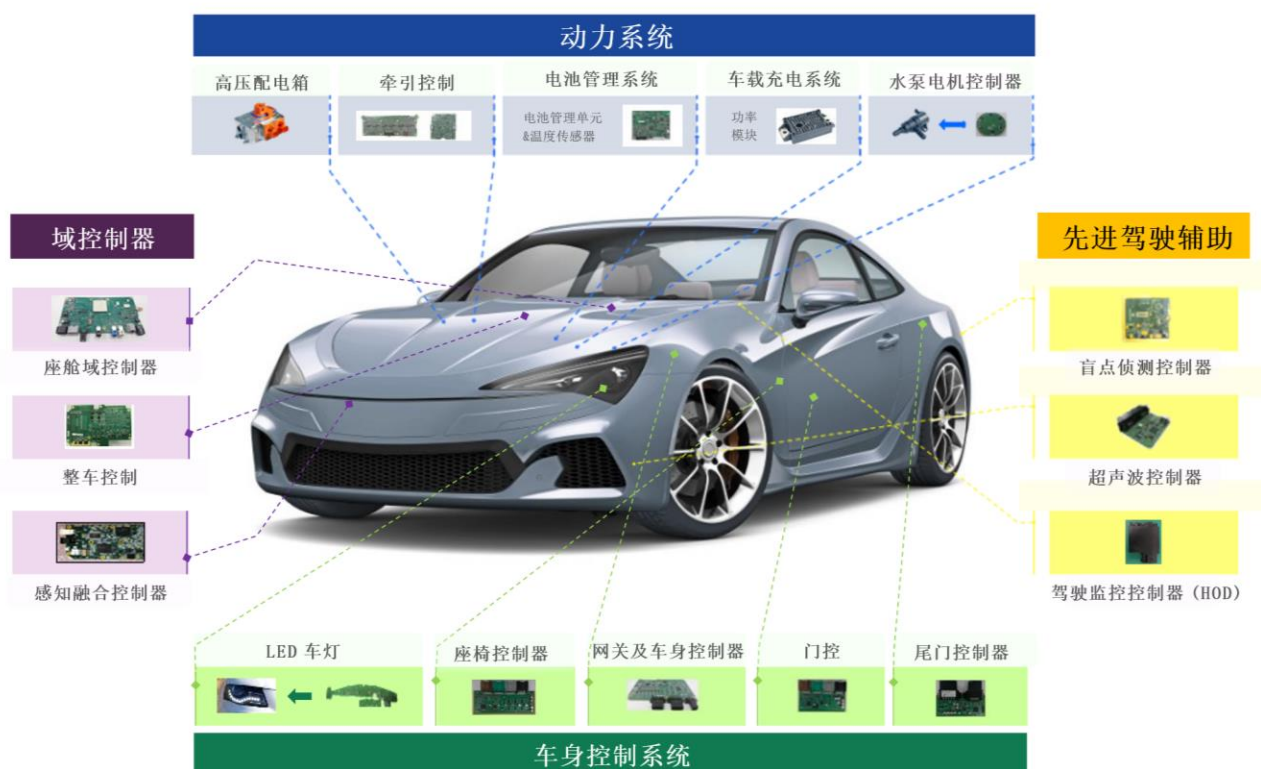 动力系统
高压配电箱
牵引控制
电池管理系统
车载充电系统
水泵电机控制器
电池管理单元
&温度传感器
功率
模块
域控制器
座舱域控制器
整车控制
感知融合控制器
先进驾驶辅助
盲点侦测控制器
超声波控制器
驾驶监控控制器 (HOD)
LED 车灯
座椅控制器
网关及车身控制器
门控
尾门控制器
车身控制系统